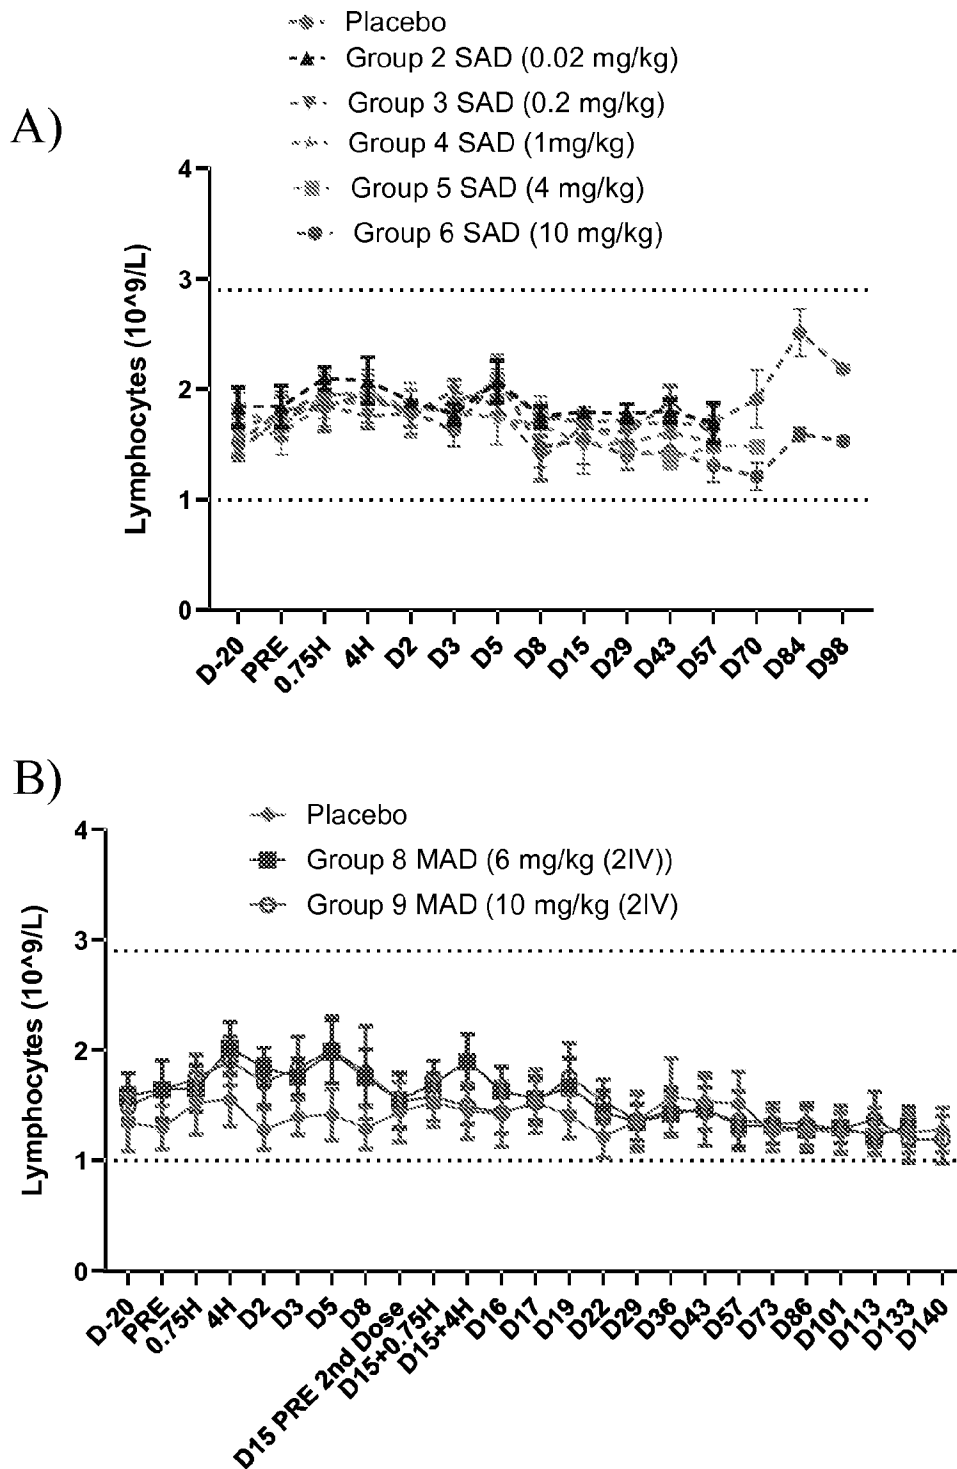 Placebo
Group 2 SAD (0.02 mg/kg)
Group 3 SAD (0.2 mg/kg)
Group 4 SAD (1mg/kg)
Group 5 SAD (4 mg/kg)
Group 6 SAD (10 mg/kg)
A)
Lymphocytes (10^9/L)
4
3
2
1
0
D-20 PRE 0.75H 4H D2 D3 D5 D8 D15 D29 D43 D57 D70 D84 D98
B)
Placebo
Group 8 MAD (6 mg/kg (2IV))
Group 9 MAD (10 mg/kg (2IV)
Lymphocytes (10^9/L)
4
3
2
1
0
D-20 PRE 0.75H 4H D2 D3 D5 D8 D15 PRE 2nd Dose D15+0.75H D15+4H D16 D17 D19 D22 D29 D36 D43 D57 D73 D86 D101 D113 D133 D140